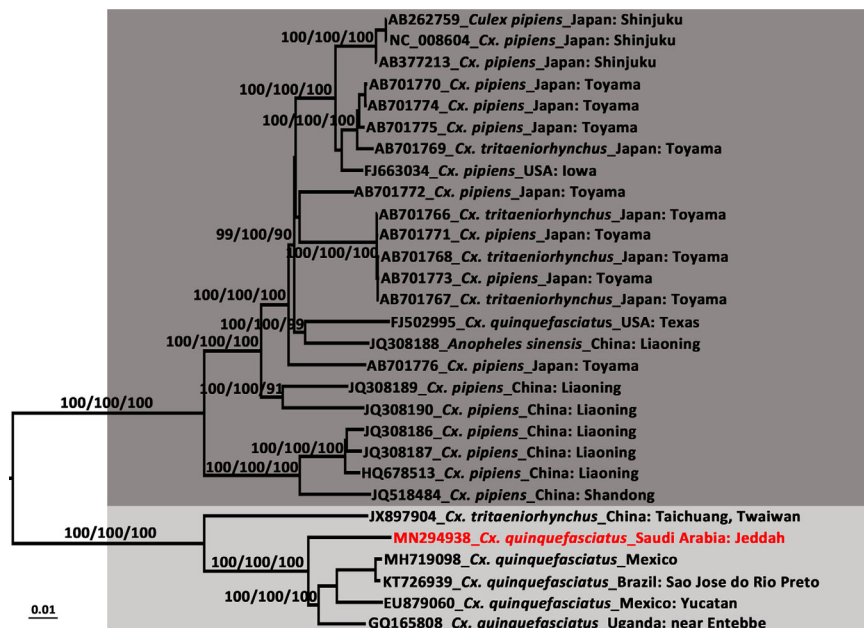 AB262759_Culex pipiens_Japan: Shinjuku
100/100/100
NC_008604_Cx. pipiens_Japan: Shinjuku
AB377213_Cx. pipiens_Japan: Shinjuku
AB701770_Cx. pipiens_Japan: Toyama
100/100/100
AB701774_Cx. pipiens_Japan: Toyama
100/100/100
AB701775_Cx. pipiens_Japan: Toyama
AB701769_Cx. tritaeniorhynchus_Japan: Toyama
FJ663034_Cx. pipiens_USA: Iowa
AB701772_Cx. pipiens_Japan: Toyama
AB701766_Cx. tritaeniorhynchus_Japan: Toyama
99/100/90
AB701771_Cx. pipiens_Japan: Toyama
100/100/100
AB701768_Cx. tritaeniorhynchus_Japan: Toyama
AB701773_Cx. pipiens_Japan: Toyama
AB701767_Cx. tritaeniorhynchus_Japan: Toyama
100/100/100
100/100/99
FJ502995_Cx. quinquefasciatus_USA: Texas
100/100/100
JQ308188_Anopheles sinensis_China: Liaoning
AB701776_Cx. pipiens_Japan: Toyama
100/100/91
JQ308189_Cx. pipiens_China: Liaoning
100/100/100
JQ308190_Cx. pipiens_China: Liaoning
JQ308186_Cx. pipiens_China: Liaoning
100/100/100
JQ308187_Cx. pipiens_China: Liaoning
100/100/100
HQ678513_Cx. pipiens_China: Liaoning
JQ518484_Cx. pipiens_China: Shandong
JX897904_Cx. tritaeniorhynchus_China: Taichuang, Twaiwan
100/100/100
MN294938_Cx. quinquefasciatus_Saudi Arabia: Jeddah
100/100/100
MH719098_Cx. quinquefasciatus_Mexico
KT726939_Cx. quinquefasciatus_Brazil: Sao Jose do Rio Preto
100/100/100
EU879060_Cx. quinquefasciatus_Mexico: Yucatan
0.01
GQ165808_Cx. quinquefasciatus_Uganda: near Entebbe